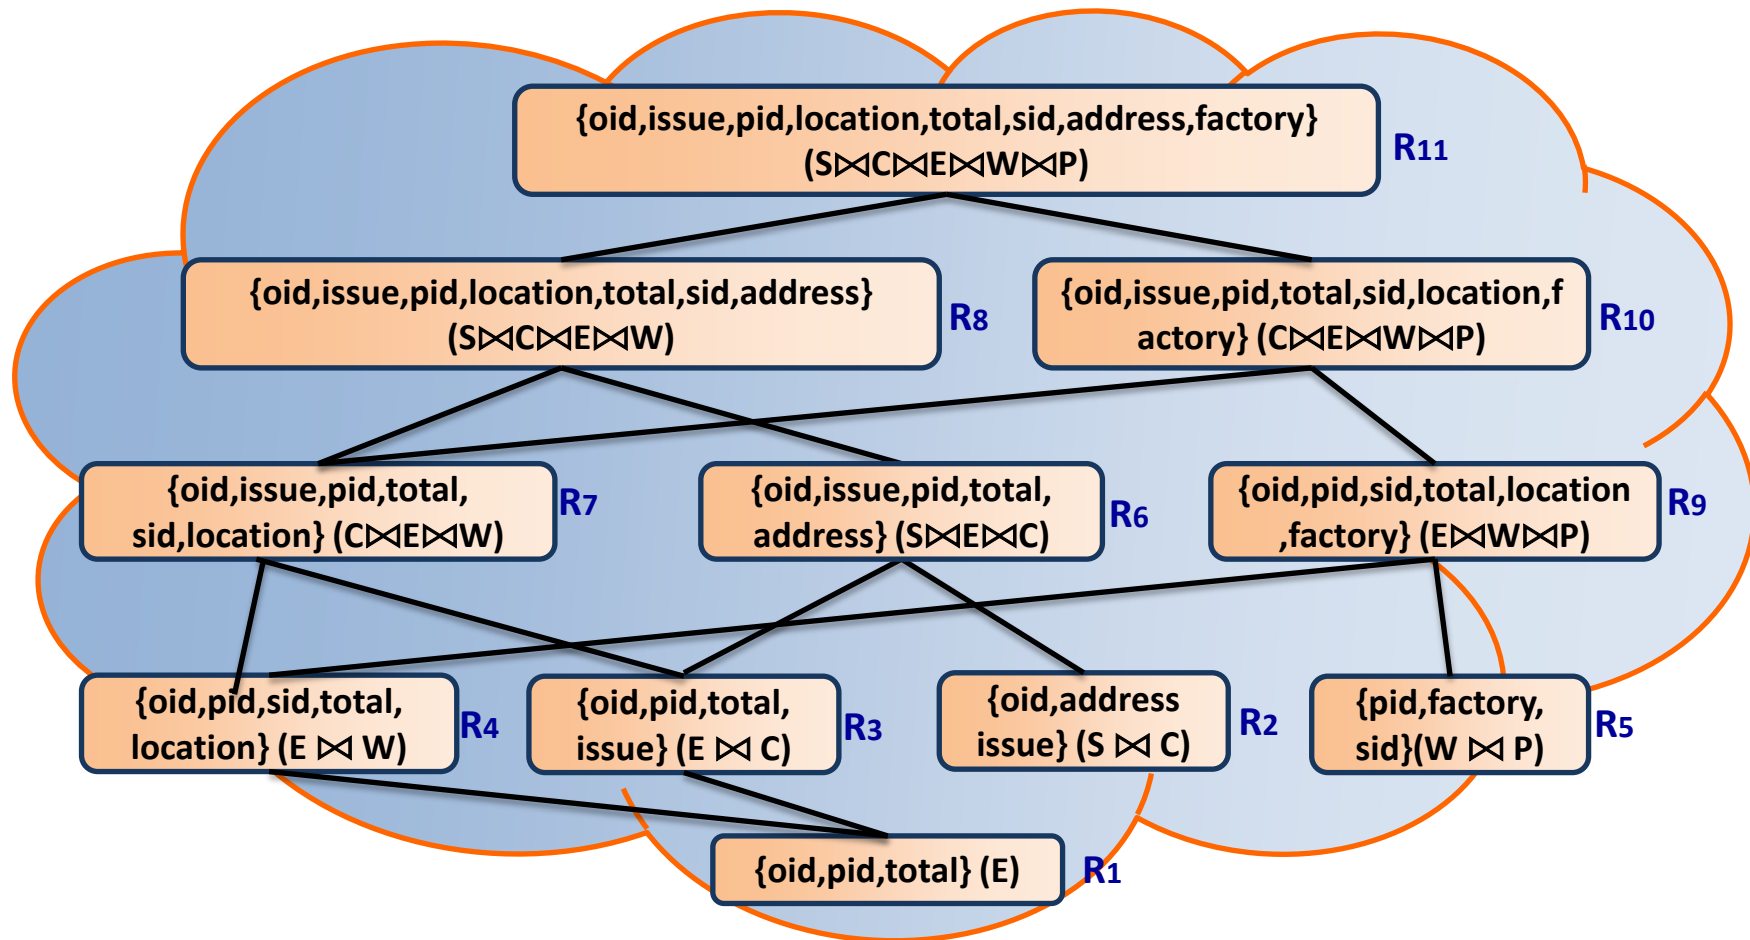 {oid,issue,pid,location,total,sid,address,factory}
(S⋈C⋈E⋈W⋈P)
R11
{oid,issue,pid,location,total,sid,address}
(S⋈C⋈E⋈W)
R8
{oid,issue,pid,total,sid,location,f
actory} (C⋈E⋈W⋈P)
R10
{oid,issue,pid,total,
sid,location} (C⋈E⋈W)
R7
{oid,issue,pid,total,
address} (S⋈E⋈C)
R6
{oid,pid,sid,total,location
,factory} (E⋈W⋈P)
R9
{oid,pid,sid,total,
location} (E ⋈ W)
R4
{oid,pid,total,
issue} (E ⋈ C)
R3
{oid,address
issue} (S ⋈ C)
R2
{pid,factory,
sid}(W ⋈ P)
R5
{oid,pid,total} (E)
R1